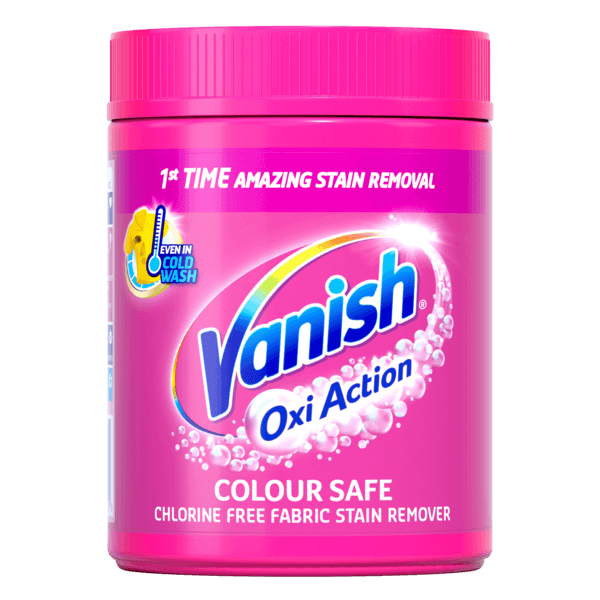 1st TIME AMAZING STAIN REMOVAL
EVEN IN
COLD
WASH
Vanish®
Oxi Action
COLOUR SAFE
CHLORINE FREE FABRIC STAIN REMOVER